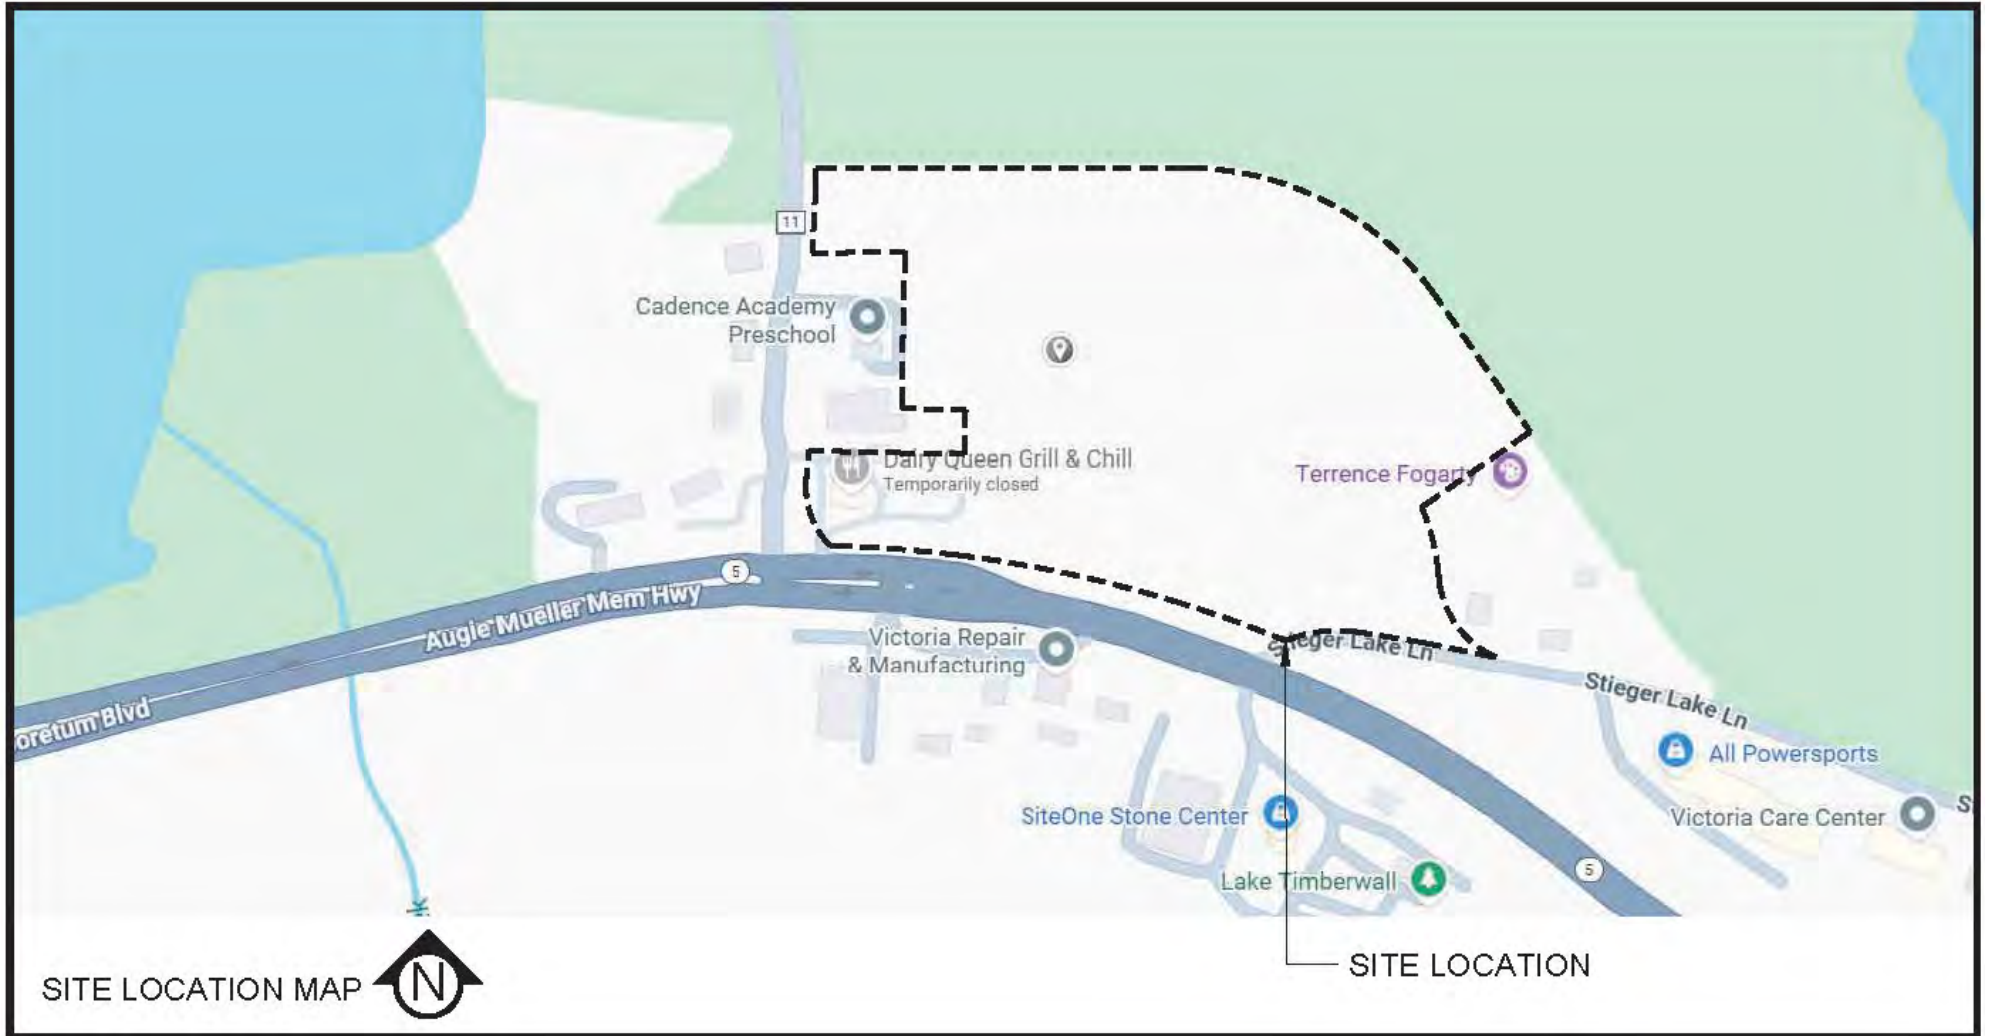 11
Cadence Academy
Preschool
Dairy Queen Grill & Chill
Temporarily closed
Terrence Fogarty
5
Augie Mueller Mem Hwy
Victoria Repair
& Manufacturing
Stieger Lake Ln
Stieger Lake Ln
oretum Blvd
All Powersports
SiteOne Stone Center
Victoria Care Center
S
5
Lake Timberwall
k
SITE LOCATION
SITE LOCATION MAP
N